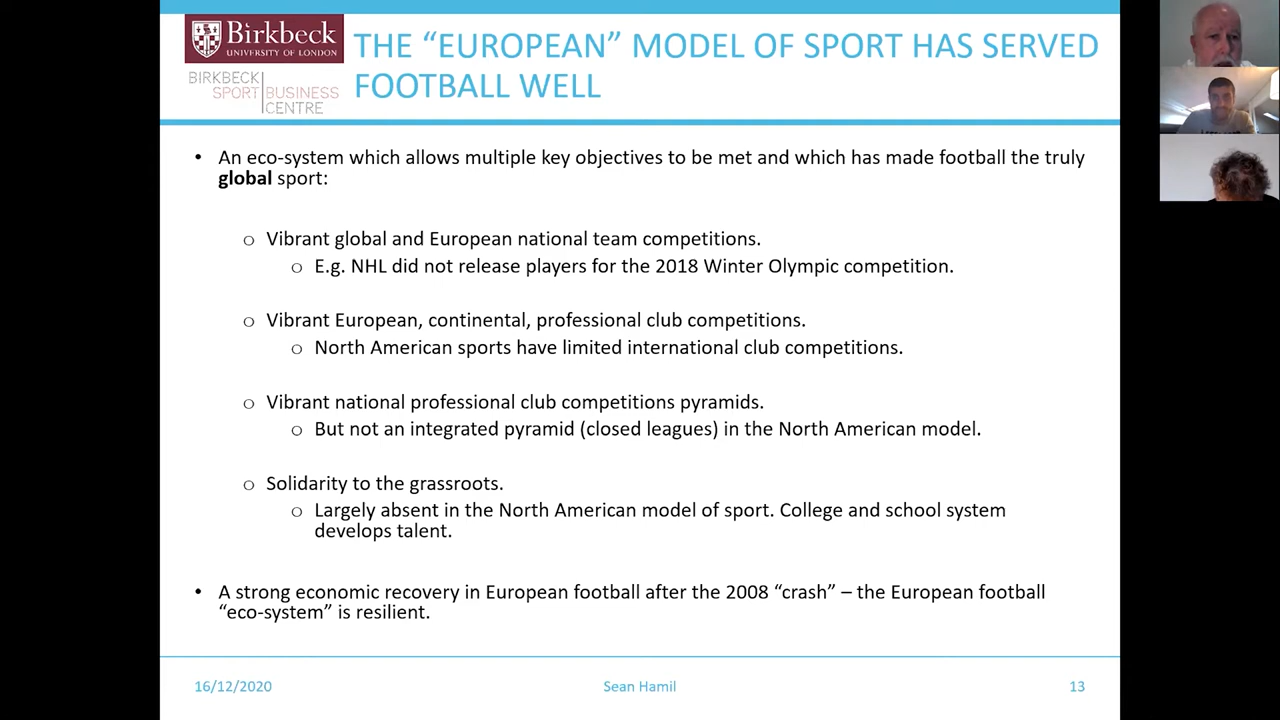 Birkbeck
UNIVERSITY OF LONDON
BIRKBECK
SPORT BUSINESS
CENTRE
THE “EUROPEAN” MODEL OF SPORT HAS SERVED
FOOTBALL WELL
• An eco-system which allows multiple key objectives to be met and which has made football the truly
global sport:
o Vibrant global and European national team competitions.
o E.g. NHL did not release players for the 2018 Winter Olympic competition.
o Vibrant European, continental, professional club competitions.
o North American sports have limited international club competitions.
o Vibrant national professional club competitions pyramids.
o But not an integrated pyramid (closed leagues) in the North American model.
o Solidarity to the grassroots.
o Largely absent in the North American model of sport. College and school system
develops talent.
• A strong economic recovery in European football after the 2008 “crash” – the European football
“eco-system” is resilient.
16/12/2020
Sean Hamil
13